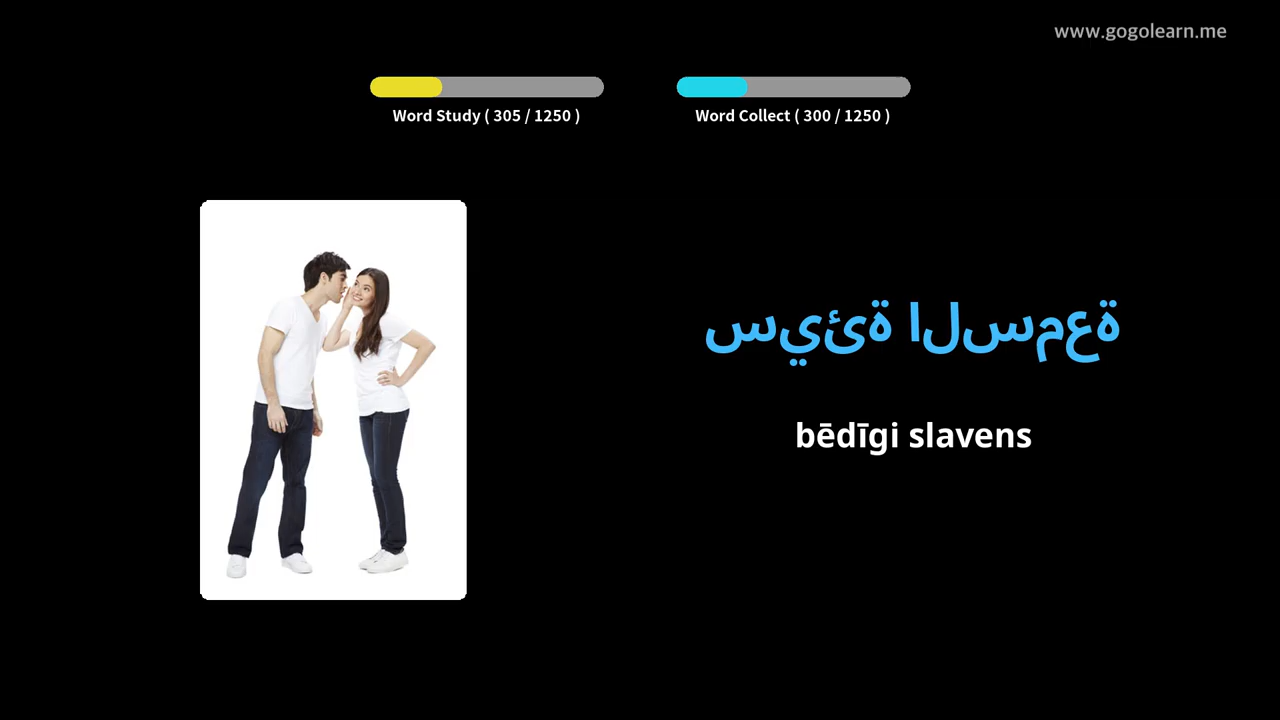 www.gogolearn.me
Word Study ( 305 / 1250 )
Word Collect ( 300 / 1250 )
سيئة السمعة
bēdīgi slavens